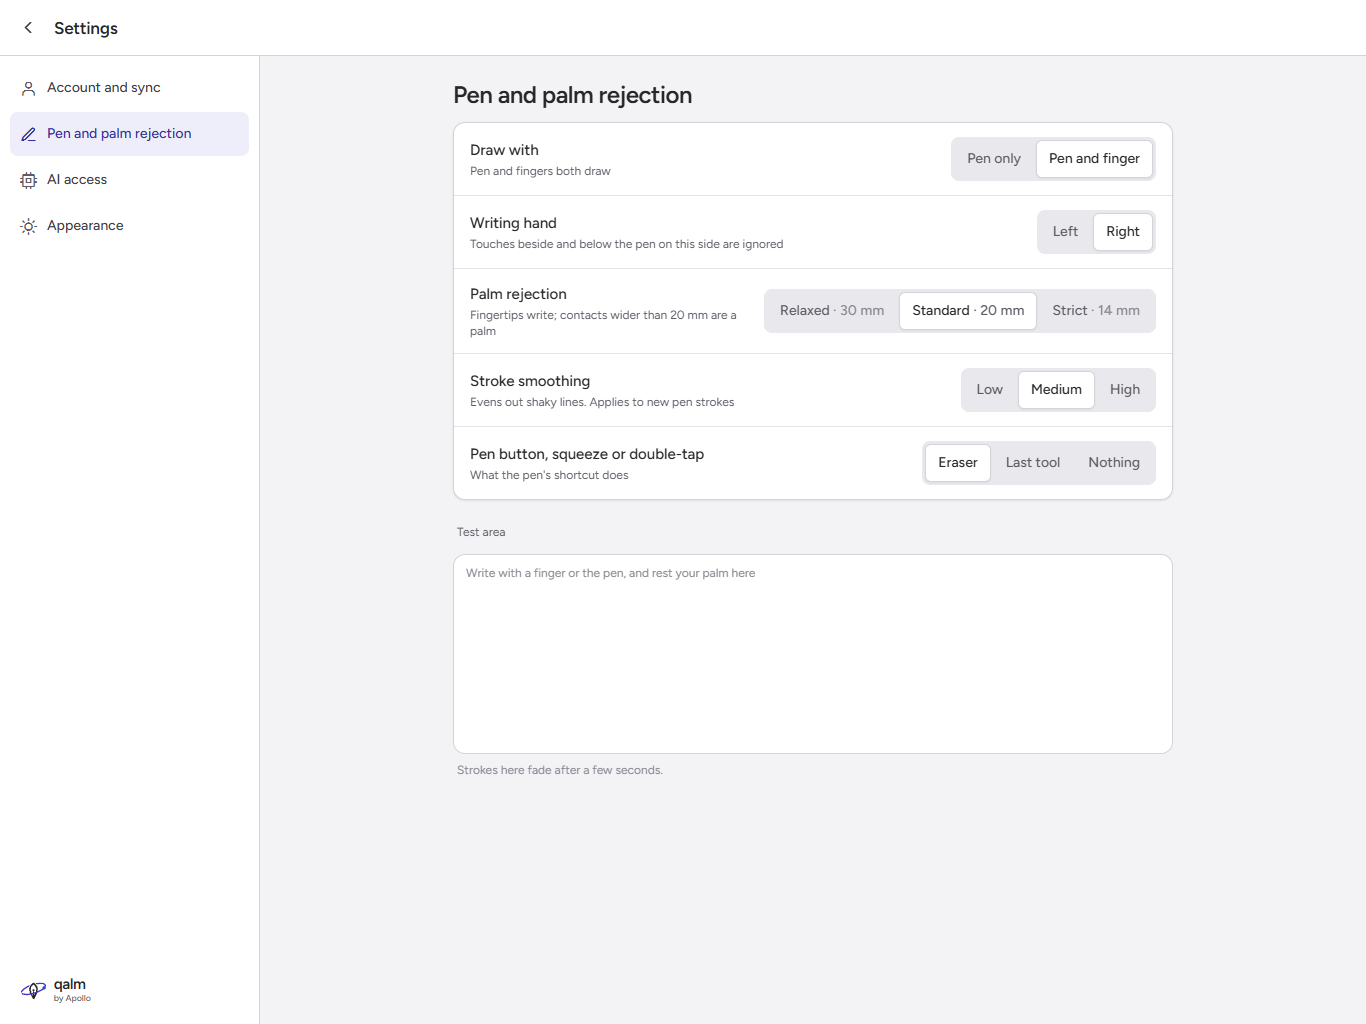 Settings
Account and sync
Pen and palm rejection
AI access
Appearance
qalm
by Apollo
Pen and palm rejection
Draw with
Pen and fingers both draw
Pen only
Pen and finger
Writing hand
Touches beside and below the pen on this side are ignored
Left
Right
Palm rejection
Fingertips write; contacts wider than 20 mm are a
palm
Relaxed · 30 mm
Standard · 20 mm
Strict · 14 mm
Stroke smoothing
Evens out shaky lines. Applies to new pen strokes
Low
Medium
High
Pen button, squeeze or double-tap
What the pen's shortcut does
Eraser
Last tool
Nothing
Test area
Write with a finger or the pen, and rest your palm here
Strokes here fade after a few seconds.